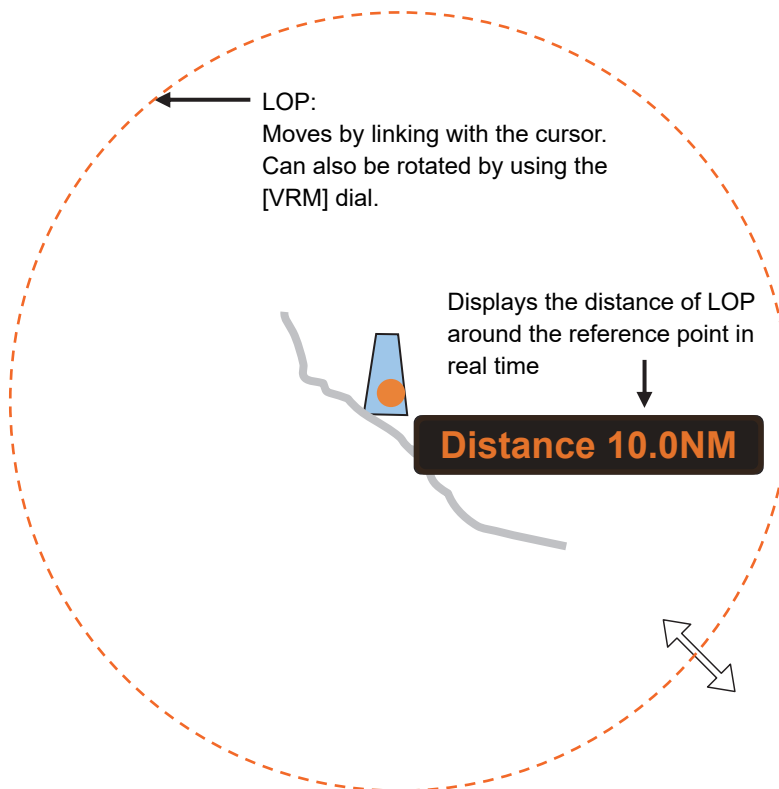 LOP:
Moves by linking with the cursor.
Can also be rotated by using the
[VRM] dial.
Displays the distance of LOP
around the reference point in
real time
Distance 10.0NM